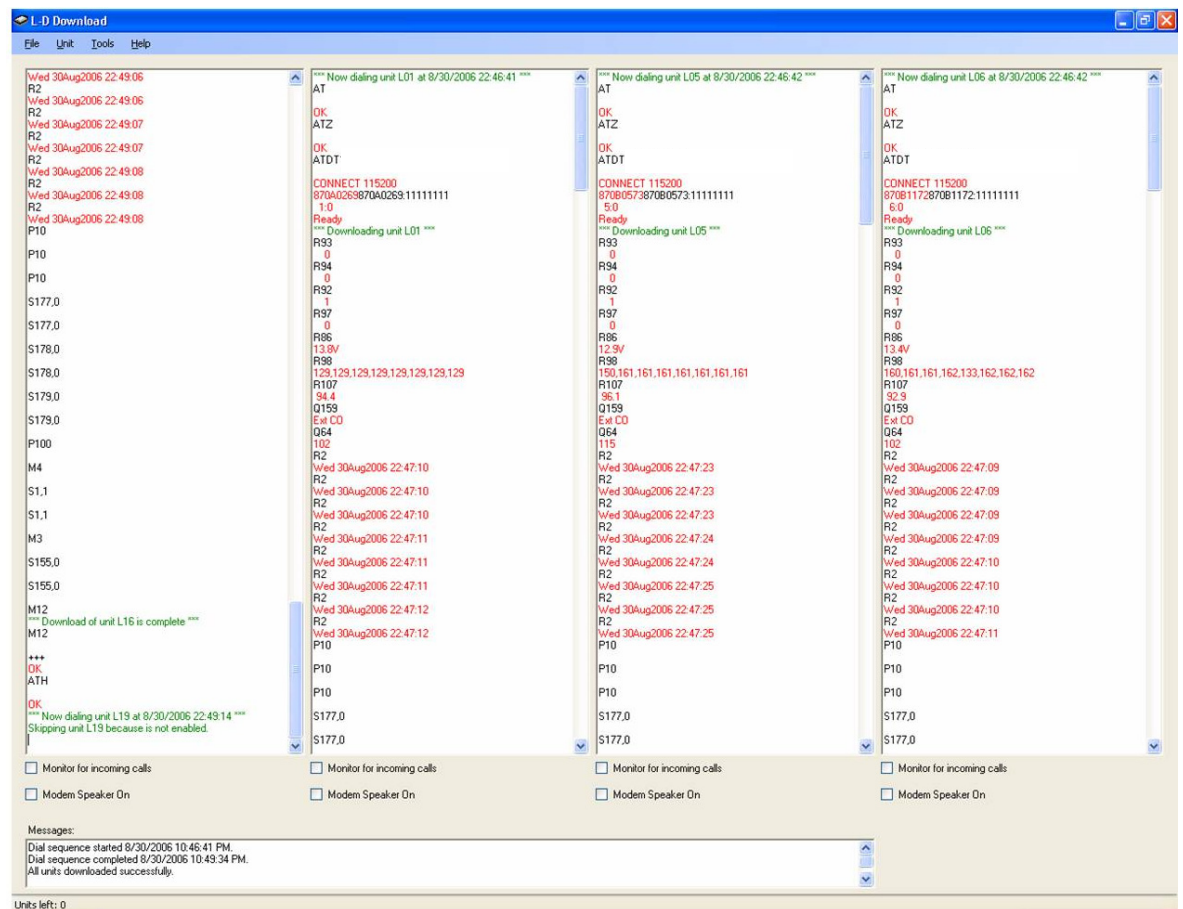 L-D Download
File Unit Tools Help
Wed 30Aug2006 22:49:06
R2
Wed 30Aug2006 22:49:06
R2
Wed 30Aug2006 22:49:07
R2
Wed 30Aug2006 22:49:07
R2
Wed 30Aug2006 22:49:08
R2
Wed 30Aug2006 22:49:08
R2
Wed 30Aug2006 22:49:08
P10
P10
P10
S177,0
S177,0
S178,0
S178,0
S179,0
S179,0
P100
M4
S1,1
S1,1
M3
S155,0
S155,0
M12
*** Download of unit L16 is complete ***
M12
+++
OK
ATH
OK
*** Now dialing unit L19 at 8/30/2006 22:49:14 ***
Skipping unit L19 because is not enabled.
*** Now dialing unit L01 at 8/30/2006 22:46:41 ***
AT
OK
ATZ
OK
ATDT
CONNECT 115200
870A0269870A0269:11111111
1:0
Ready
*** Downloading unit L01 ***
R93
0
R94
0
R92
1
R97
0
R86
13.8V
R98
129,129,129,129,129,129,129,129
R107
94.4
Q159
Ext CO
Q64
102
R2
Wed 30Aug2006 22:47:10
R2
Wed 30Aug2006 22:47:10
R2
Wed 30Aug2006 22:47:10
R2
Wed 30Aug2006 22:47:11
R2
Wed 30Aug2006 22:47:11
R2
Wed 30Aug2006 22:47:11
R2
Wed 30Aug2006 22:47:12
R2
Wed 30Aug2006 22:47:12
P10
P10
P10
S177,0
S177,0
*** Now dialing unit L05 at 8/30/2006 22:46:42 ***
AT
OK
ATZ
OK
ATDT
CONNECT 115200
870B0573870B0573:11111111
5:0
Ready
*** Downloading unit L05 ***
R93
0
R94
0
R92
1
R97
0
R86
12.9V
R98
150,161,161,161,161,161,161,161
R107
96.1
Q159
Ext CO
Q64
115
R2
Wed 30Aug2006 22:47:23
R2
Wed 30Aug2006 22:47:23
R2
Wed 30Aug2006 22:47:23
R2
Wed 30Aug2006 22:47:24
R2
Wed 30Aug2006 22:47:24
R2
Wed 30Aug2006 22:47:25
R2
Wed 30Aug2006 22:47:25
R2
Wed 30Aug2006 22:47:25
P10
P10
P10
S177,0
S177,0
*** Now dialing unit L06 at 8/30/2006 22:46:42 ***
AT
OK
ATZ
OK
ATDT
CONNECT 115200
870B1172870B1172:11111111
6:0
Ready
*** Downloading unit L06 ***
R93
0
R94
0
R92
1
R97
0
R86
13.4V
R98
160,161,161,162,133,162,162,162
R107
92.9
Q159
Ext CO
Q64
102
R2
Wed 30Aug2006 22:47:09
R2
Wed 30Aug2006 22:47:09
R2
Wed 30Aug2006 22:47:09
R2
Wed 30Aug2006 22:47:09
R2
Wed 30Aug2006 22:47:10
R2
Wed 30Aug2006 22:47:10
R2
Wed 30Aug2006 22:47:10
R2
Wed 30Aug2006 22:47:11
P10
P10
P10
S177,0
S177,0
Monitor for incoming calls Monitor for incoming calls Monitor for incoming calls Monitor for incoming calls
Modem Speaker On Modem Speaker On Modem Speaker On Modem Speaker On
Messages:
Dial sequence started 8/30/2006 10:46:41 PM.
Dial sequence completed 8/30/2006 10:49:34 PM.
All units downloaded successfully.
Units left: 0